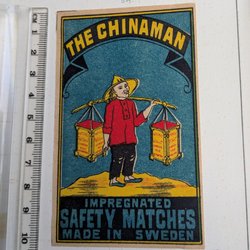 THE CHINAMAN
IMPREGNATED
SAFETY MATCHES
MADE IN SWEDEN